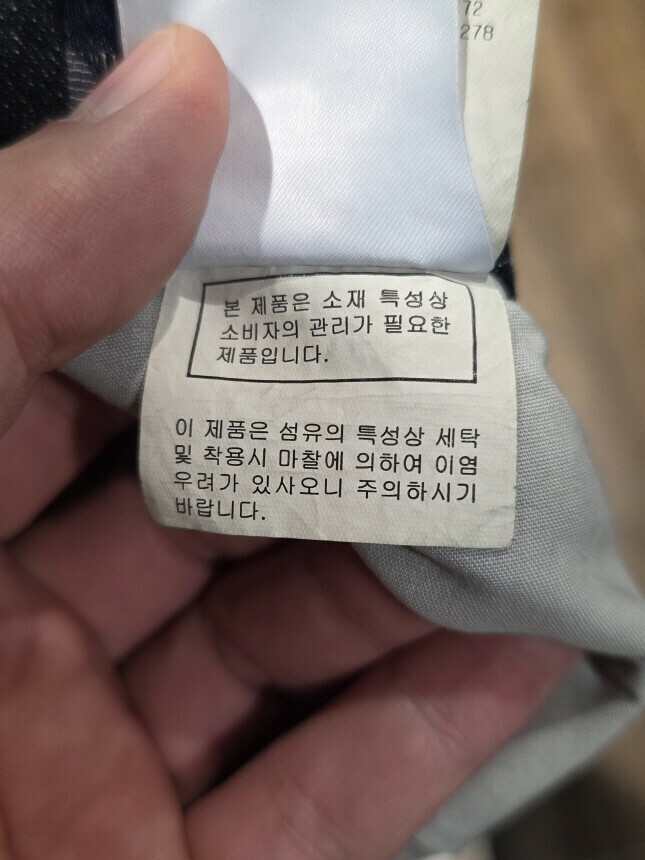 72
278
본 제품은 소재 특성상
소비자의 관리가 필요한
제품입니다.
이 제품은 섬유의 특성상 세탁
및 착용시 마찰에 의하여 이염
우려가 있사오니 주의하시기
바랍니다.